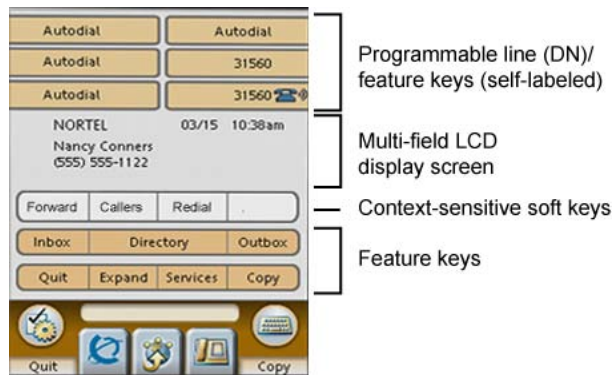 Autodial Autodial
Autodial 31560
Autodial 31560
Programmable line (DN)/
feature keys (self-labeled)
NORTEL 03/15 10:38am
Nancy Conners
(555) 555-1122
Multi-field LCD
display screen
Forward Callers Redial .
Context-sensitive soft keys
Inbox Directory Outbox
Quit Expand Services Copy
Feature keys
Quit Copy